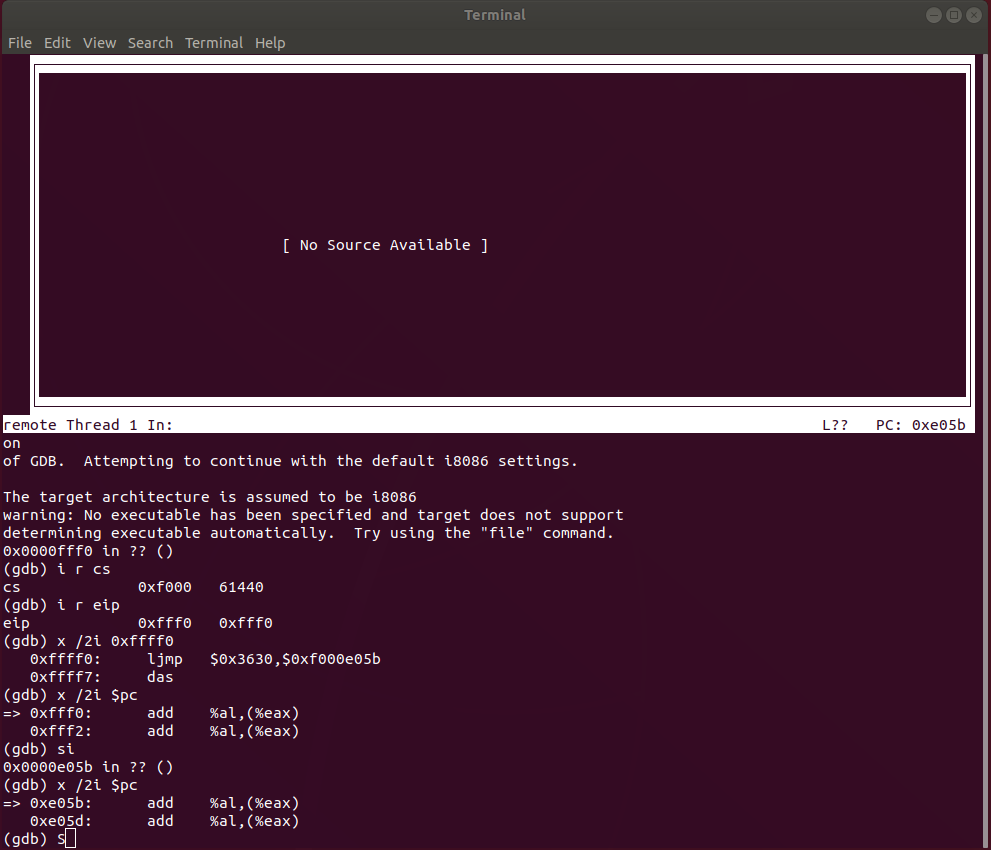 Terminal
File Edit View Search Terminal Help
[ No Source Available ]
remote Thread 1 In: L?? PC: 0xe05b
on
of GDB.  Attempting to continue with the default i8086 settings.
The target architecture is assumed to be i8086
warning: No executable has been specified and target does not support
determining executable automatically.  Try using the "file" command.
0x0000fff0 in ?? ()
(gdb) i r cs
cs             0xf000   61440
(gdb) i r eip
eip            0xfff0   0xfff0
(gdb) x /2i 0xffff0
   0xffff0:     ljmp   $0x3630,$0xf000e05b
   0xffff7:     das
(gdb) x /2i $pc
=> 0xfff0:      add    %al,(%eax)
   0xfff2:      add    %al,(%eax)
(gdb) si
0x0000e05b in ?? ()
(gdb) x /2i $pc
=> 0xe05b:      add    %al,(%eax)
   0xe05d:      add    %al,(%eax)
(gdb) S